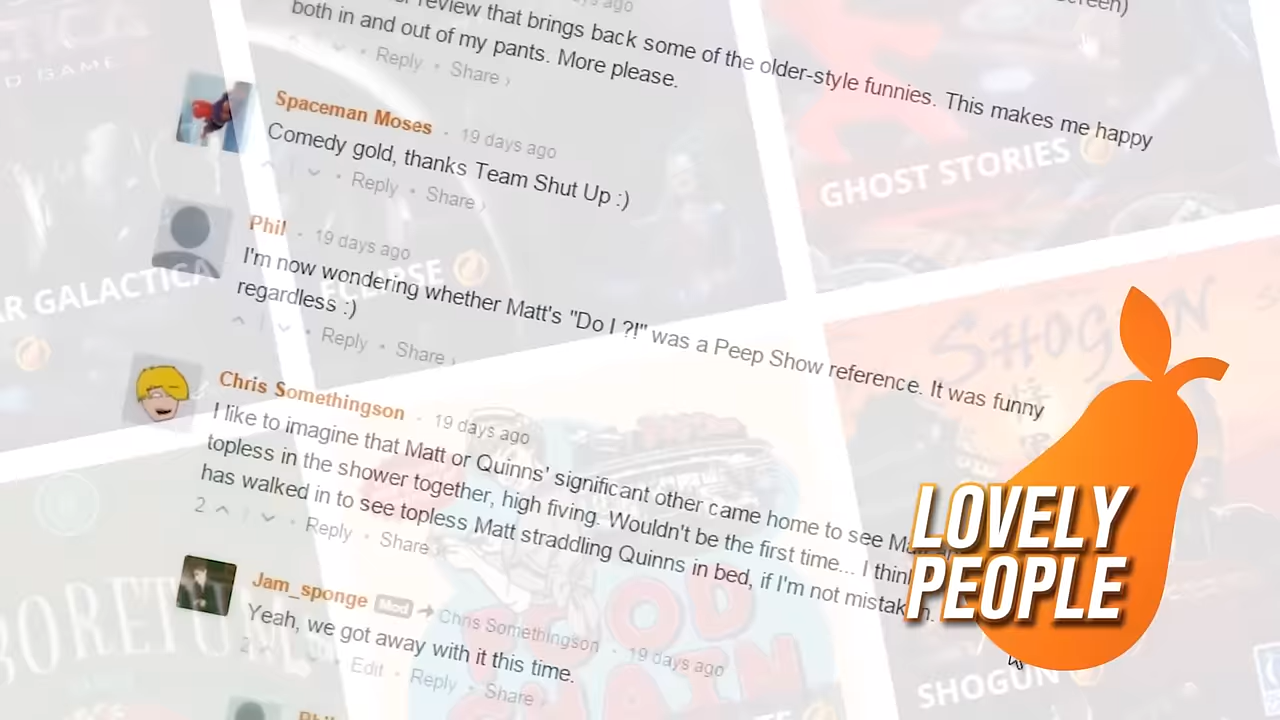 review that brings back some of the older-style funnies. This makes me happy
both in and out of my pants. More please.
Reply • Share ›
Spaceman Moses • 19 days ago
Comedy gold, thanks Team Shut Up :)
Reply • Share ›
Phil • 19 days ago
I'm now wondering whether Matt's "Do I ?!" was a Peep Show reference. It was funny
regardless :)
Reply • Share ›
Chris Somethingson • 19 days ago
I like to imagine that Matt or Quinns' significant other came home to see
topless in the shower together, high fiving. Wouldn't be the first time... I think
has walked in to see topless Matt straddling Quinns in bed, if I'm not mistaken.
2 • Reply • Share ›
Jam_sponge Mod → Chris Somethingson • 19 days ago
Yeah, we got away with it this time.
2 • Edit • Reply • Share ›
GHOST STORIES
GALACTICA
SHOGUN
SHOGUN
LOVELY
PEOPLE